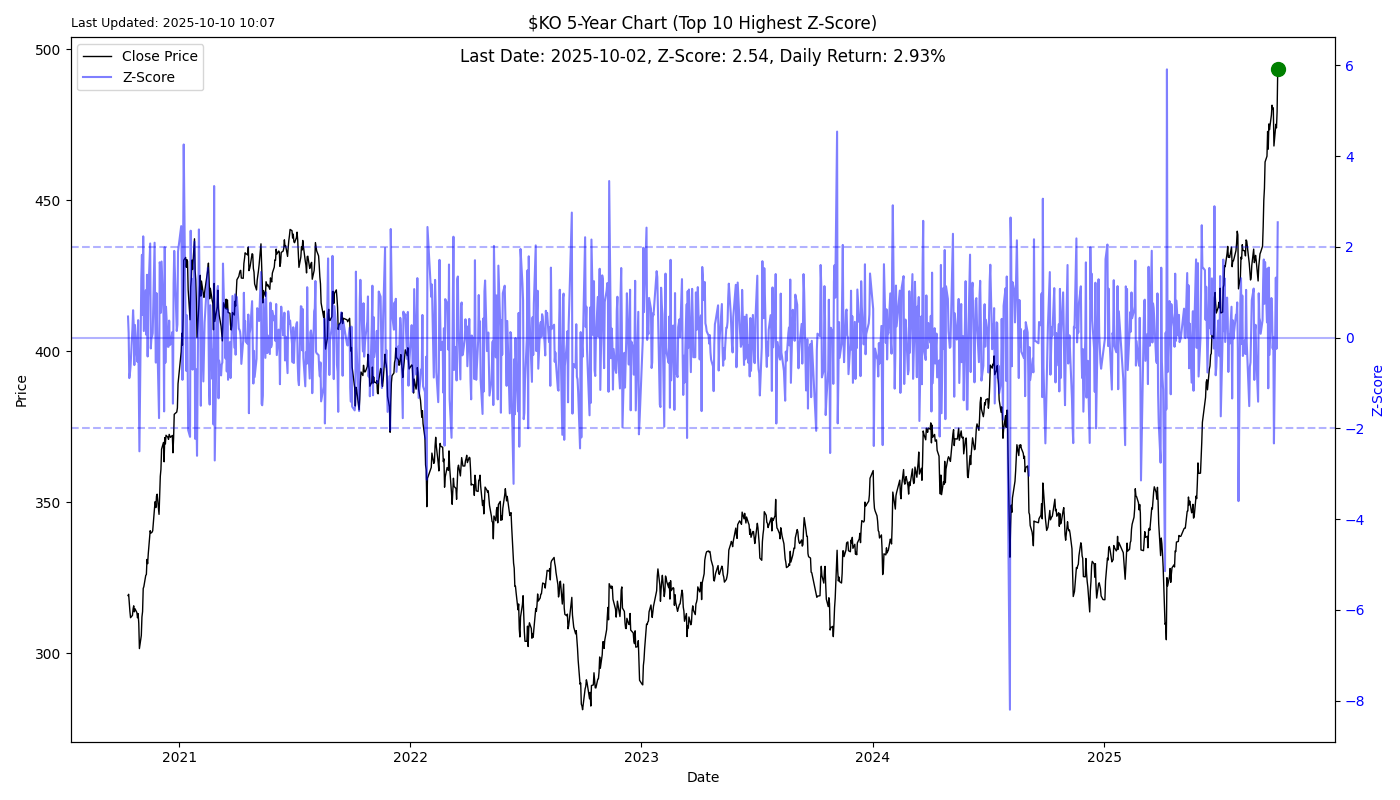 Last Updated: 2025-10-10 10:07
$KO 5-Year Chart (Top 10 Highest Z-Score)
Last Date: 2025-10-02, Z-Score: 2.54, Daily Return: 2.93%
Close Price
Z-Score
500
450
400
350
300
Price
6
4
2
0
−2
−4
−6
−8
Z-Score
2021
2022
2023
2024
2025
Date